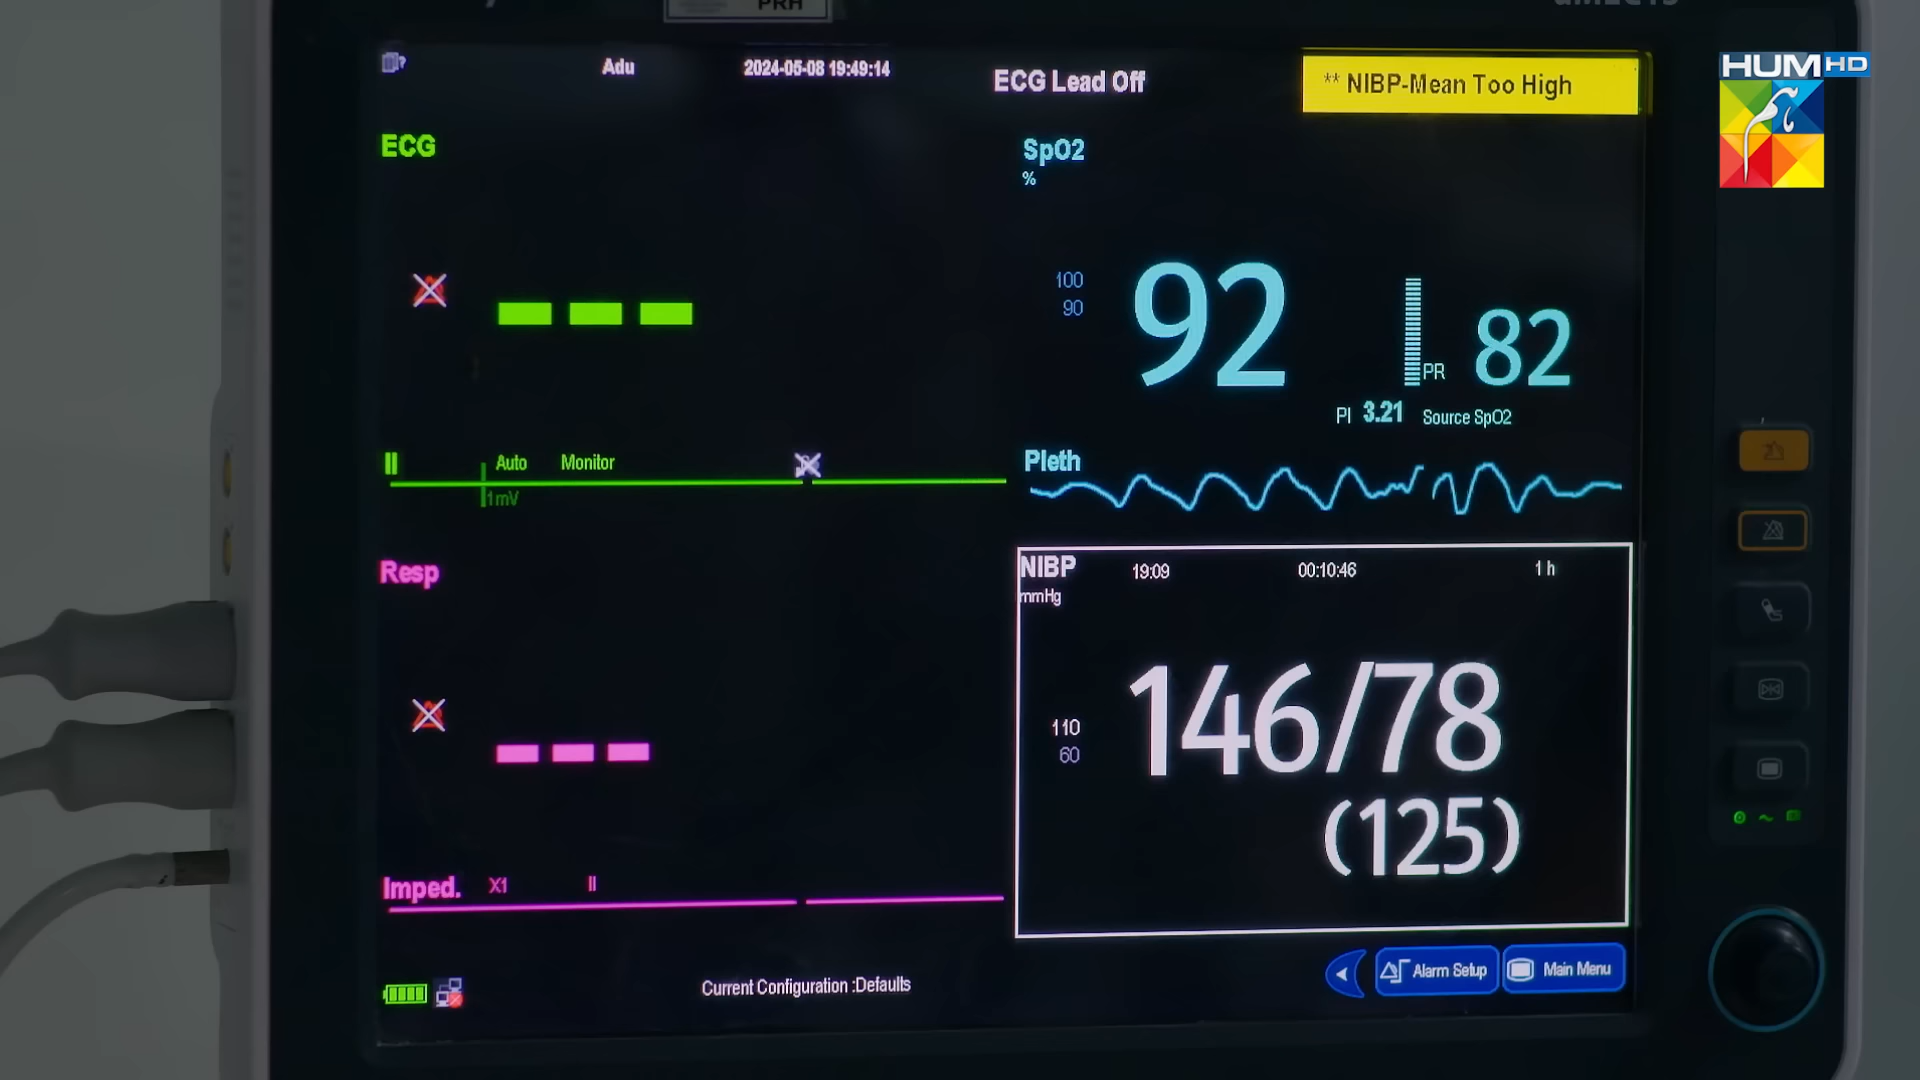 PRH
Adu
2024-05-08 19:49:14
ECG Lead Off
** NIBP-Mean Too High
HUM HD
ECG
SpO2
%
100
90
92
PR
82
PI 3.21
Source SpO2
II
Auto
Monitor
1mV
Pleth
Resp
NIBP
19:09
00:10:46
1 h
mmHg
110
60
146/78
(125)
Imped.
X1
II
Current Configuration :Defaults
Alarm Setup
Main Menu